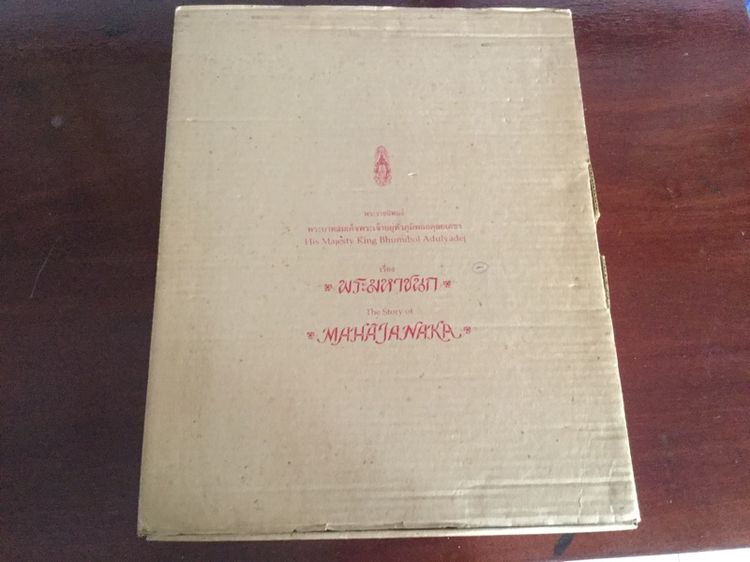 พระราชนิพนธ์
พระบาทสมเด็จพระเจ้าอยู่หัวภูมิพลอดุลยเดช
His Majesty King Bhumibol Adulyadej
เรื่อง
พระมหาชนก
The Story of
MAHĀJANAKA